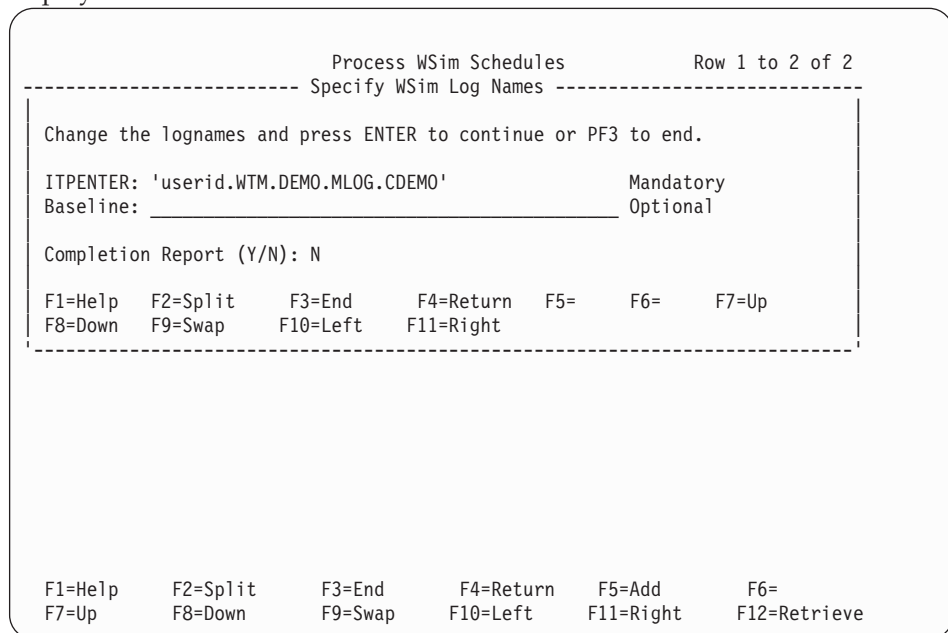 Process WSim Schedules Row 1 to 2 of 2
--------------------------- Specify WSim Log Names -----------------------------
Change the lognames and press ENTER to continue or PF3 to end.
ITPENTER: 'userid.WTM.DEMO.MLOG.CDEMO' Mandatory
Baseline: ____________________________________________ Optional
Completion Report (Y/N): N
F1=Help F2=Split F3=End F4=Return F5= F6= F7=Up
F8=Down F9=Swap F10=Left F11=Right
F1=Help F2=Split F3=End F4=Return F5=Add F6=
F7=Up F8=Down F9=Swap F10=Left F11=Right F12=Retrieve